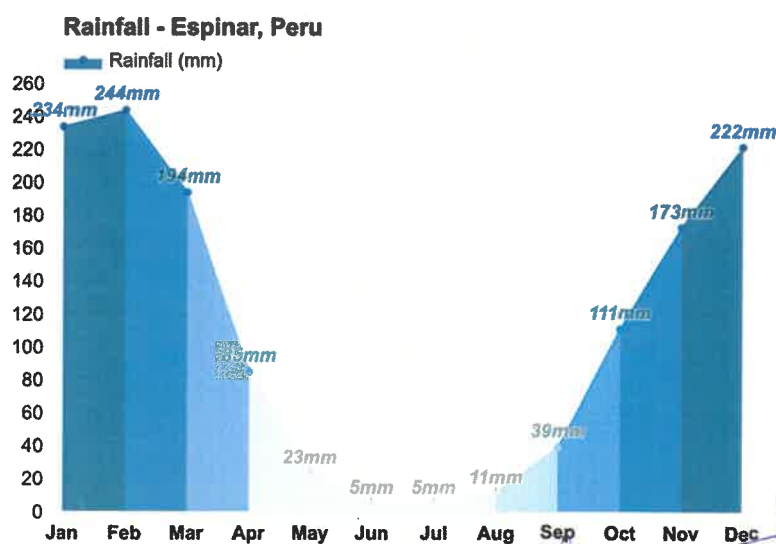 Rainfall - Espinar, Peru
Rainfall (mm)
260
240
220
200
180
160
140
120
100
80
60
40
20
0
234mm
244mm
194mm
85mm
23mm
5mm
5mm
11mm
39mm
111mm
173mm
222mm
Jan Feb Mar Apr May Jun Jul Aug Sep Oct Nov Dec